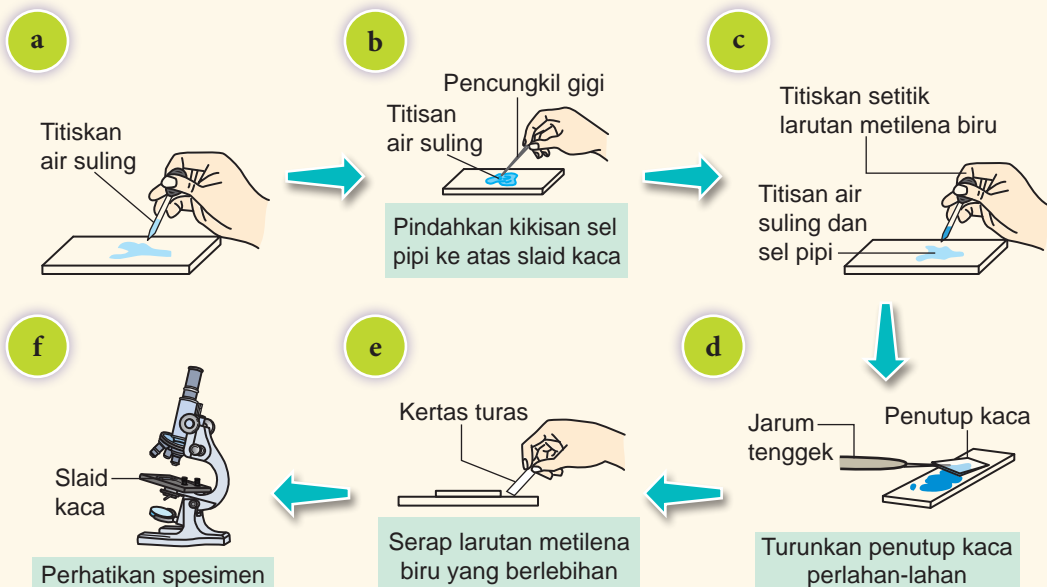 a
Titiskan
air suling
b
Pencungkil gigi
Titisan
air suling
Pindahkan kikisan sel
pipi ke atas slaid kaca
c
Titiskan setitik
larutan metilena biru
Titisan air
suling dan
sel pipi
d
Jarum
tenggek
Penutup kaca
Turunkan penutup kaca
perlahan-lahan
e
Kertas turas
Serap larutan metilena
biru yang berlebihan
f
Slaid
kaca
Perhatikan spesimen